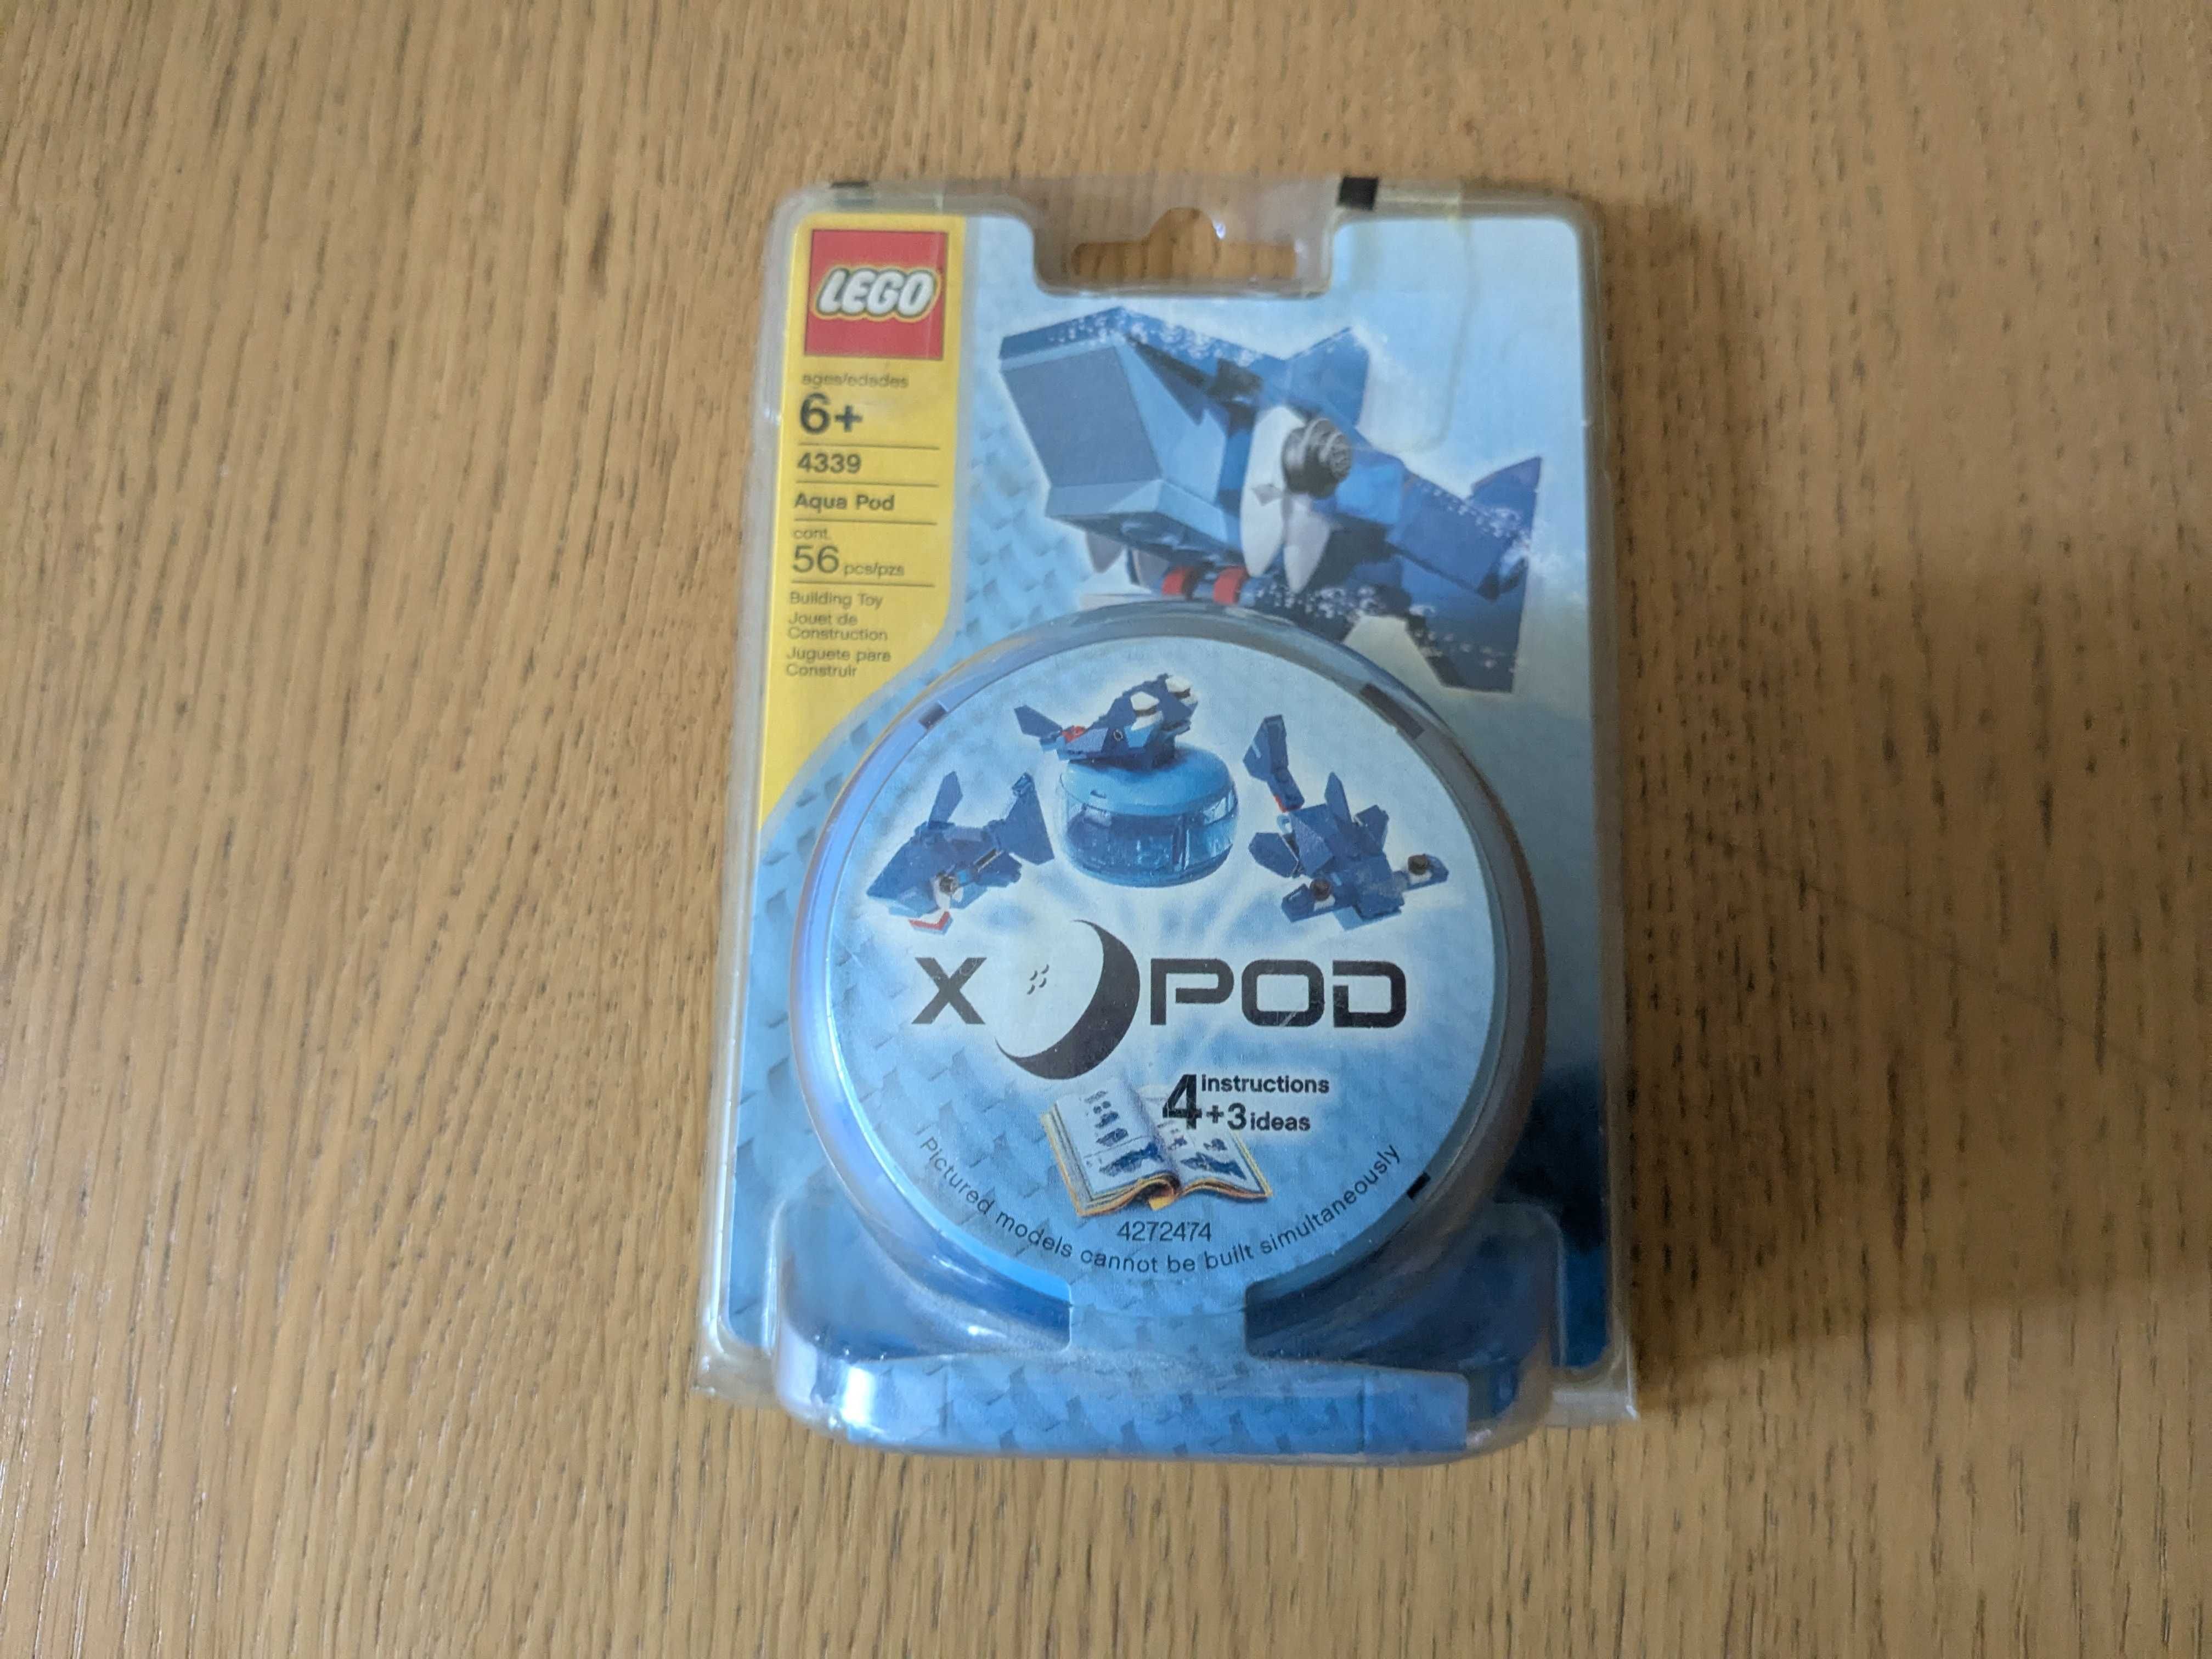 LEGO
ages/edades
6+
4339
Aqua Pod
cont.
56 pcs/pzs
Building Toy
Jouet de
Construction
Juguete para
Construir
X POD
4 instructions
+3 ideas
4272474
Pictured models cannot be built simultaneously